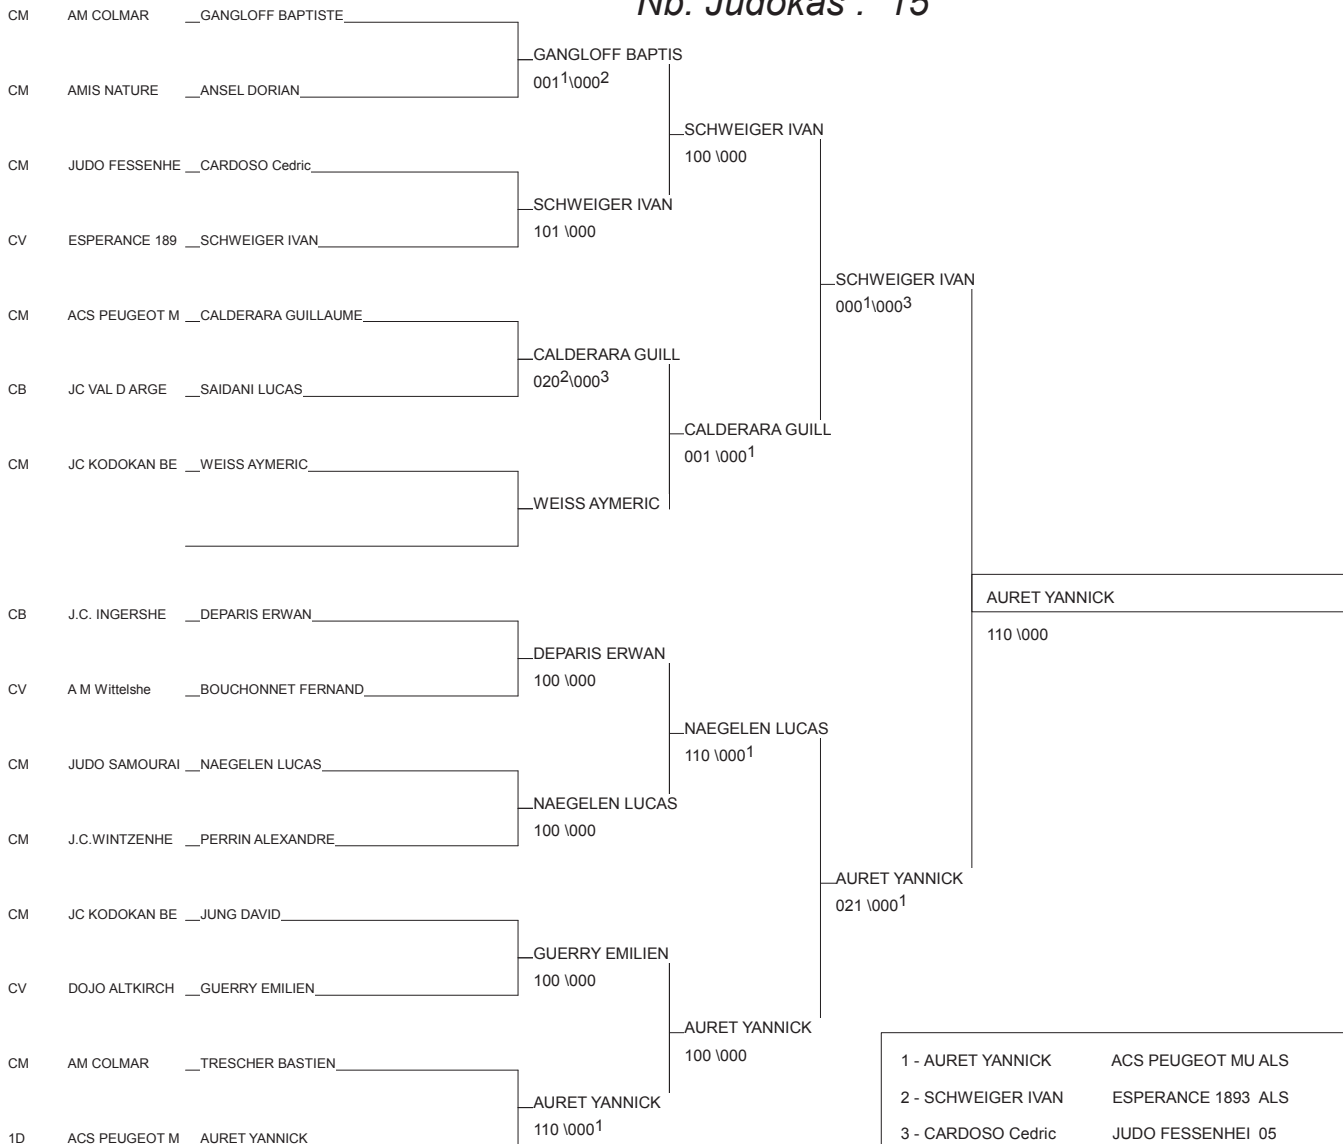 Nb. Judokas : 15
CM AM COLMAR GANGLOFF BAPTISTE
GANGLOFF BAPTIS
001¹\000²
CM AMIS NATURE ANSEL DORIAN
SCHWEIGER IVAN
100 \000
CM JUDO FESSENHE CARDOSO Cedric
SCHWEIGER IVAN
101 \000
CV ESPERANCE 189 SCHWEIGER IVAN
SCHWEIGER IVAN
000¹\000³
CM ACS PEUGEOT M CALDERARA GUILLAUME
CALDERARA GUILL
020²\000³
CB JC VAL D ARGE SAIDANI LUCAS
CALDERARA GUILL
001 \000¹
CM JC KODOKAN BE WEISS AYMERIC
WEISS AYMERIC
AURET YANNICK
110 \000
CB J.C. INGERSHE DEPARIS ERWAN
DEPARIS ERWAN
100 \000
CV A M Wittelshe BOUCHONNET FERNAND
NAEGELEN LUCAS
110 \000¹
CM JUDO SAMOURAI NAEGELEN LUCAS
NAEGELEN LUCAS
100 \000
CM J.C.WINTZENHE PERRIN ALEXANDRE
AURET YANNICK
021 \000¹
CM JC KODOKAN BE JUNG DAVID
GUERRY EMILIEN
100 \000
CV DOJO ALTKIRCH GUERRY EMILIEN
AURET YANNICK
100 \000
CM AM COLMAR TRESCHER BASTIEN
AURET YANNICK
110 \000¹
1D ACS PEUGEOT M AURET YANNICK
1 - AURET YANNICK ACS PEUGEOT MU ALS
2 - SCHWEIGER IVAN ESPERANCE 1893 ALS
3 - CARDOSO Cedric JUDO FESSENHEI 05